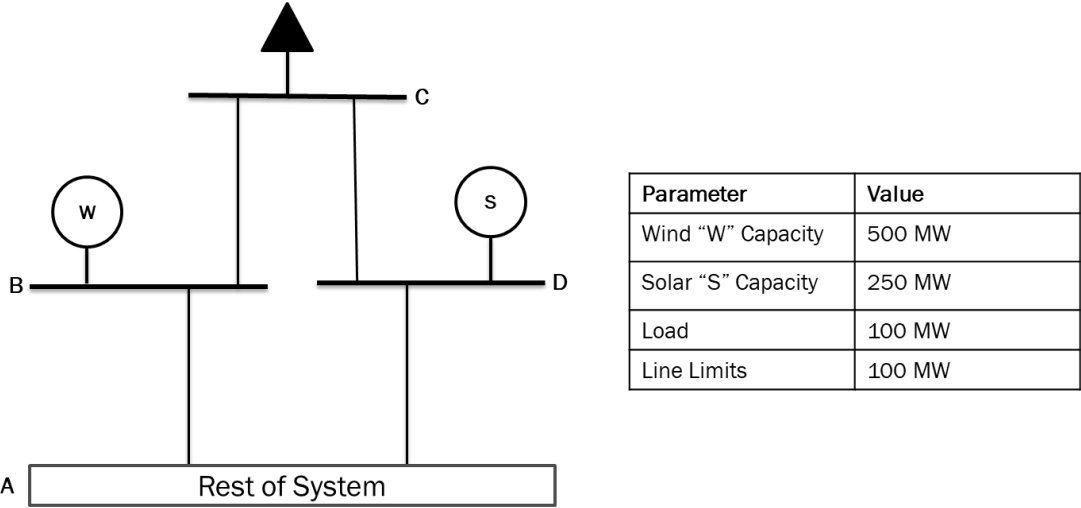 C
W
S
B
D
A
Rest of System
Parameter Value
Wind “W” Capacity 500 MW
Solar “S” Capacity 250 MW
Load 100 MW
Line Limits 100 MW